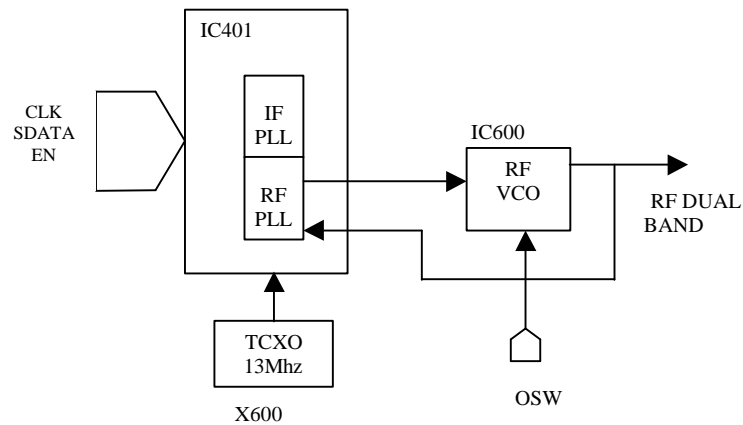 IC401
CLK
SDATA
EN
IF
PLL
RF
PLL
IC600
RF
VCO
RF DUAL
BAND
TCXO
13Mhz
X600
OSW